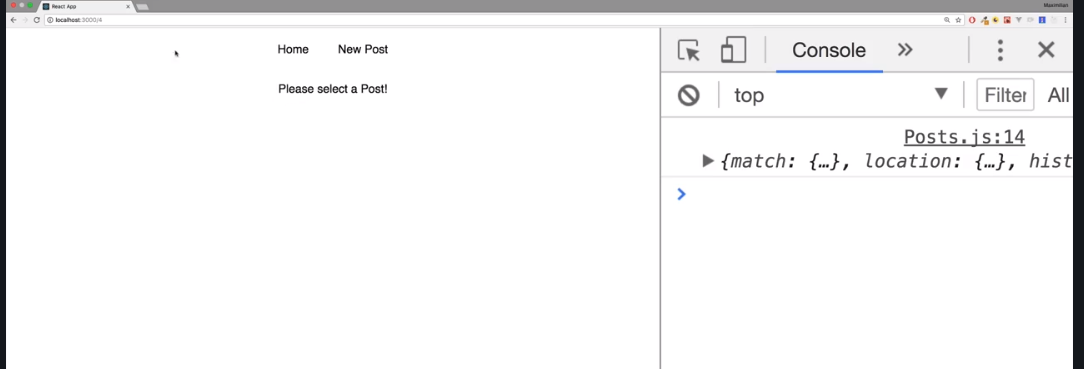 React App
Maximilian
localhost:3000/4
Home New Post
Please select a Post!
Console
top
Filter All
Posts.js:14
{match: {…}, location: {…}, hist